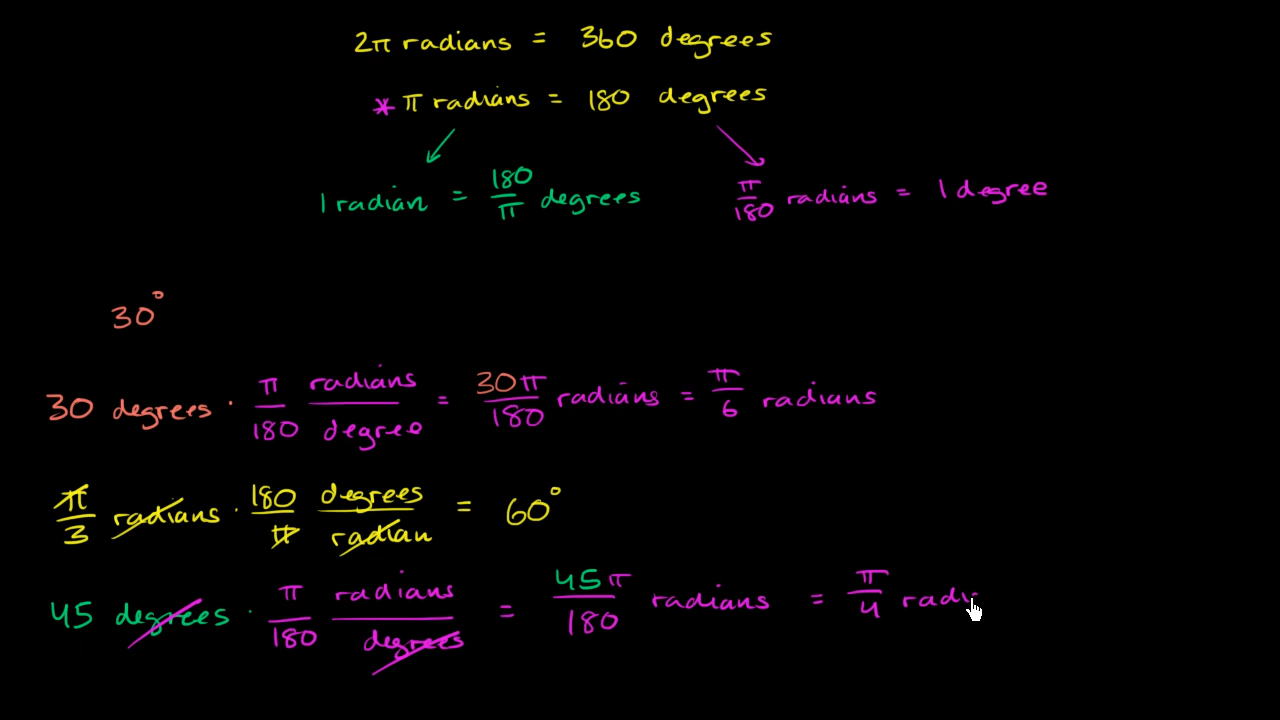 2π radians = 360 degrees
* π radians = 180 degrees
1 radian = 180/π degrees
π/180 radians = 1 degree
30°
30 degrees · π/180 radians/degree = 30π/180 radians = π/6 radians
π/3 radians · 180/π degrees/radian = 60°
45 degrees · π/180 radians/degrees = 45π/180 radians = π/4 radi